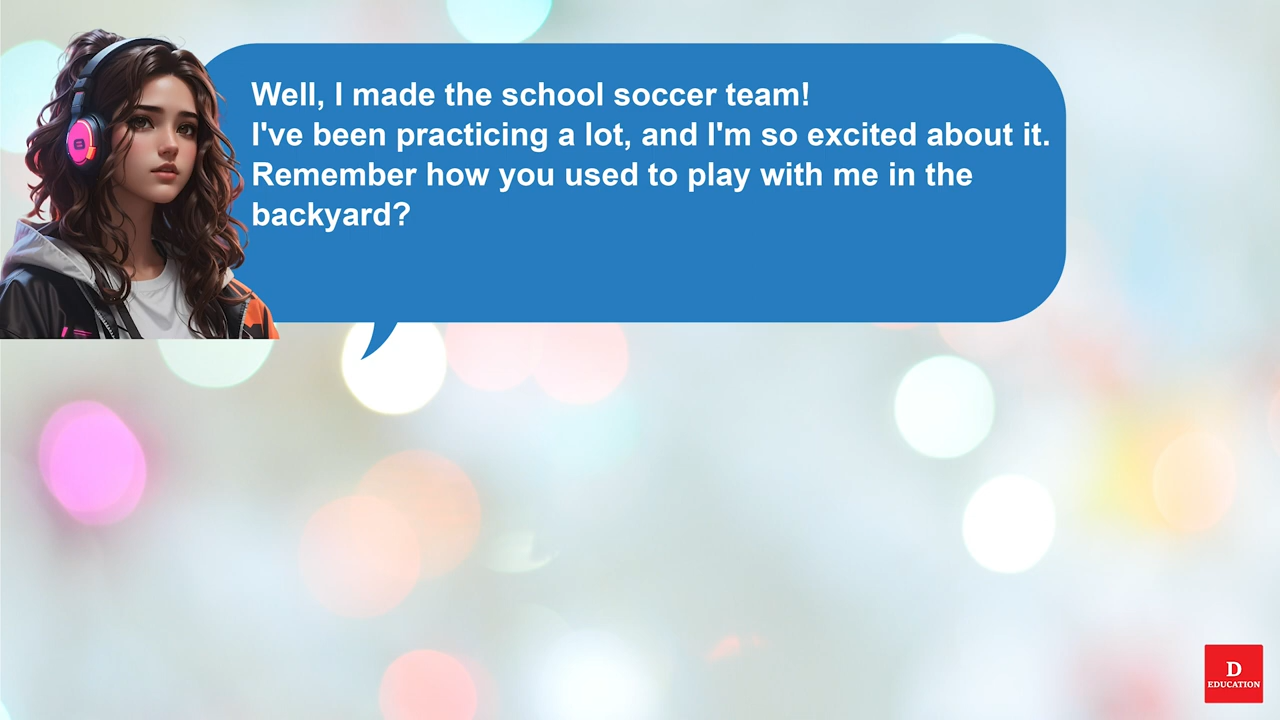 Well, I made the school soccer team!
I've been practicing a lot, and I'm so excited about it.
Remember how you used to play with me in the
backyard?
D
EDUCATION